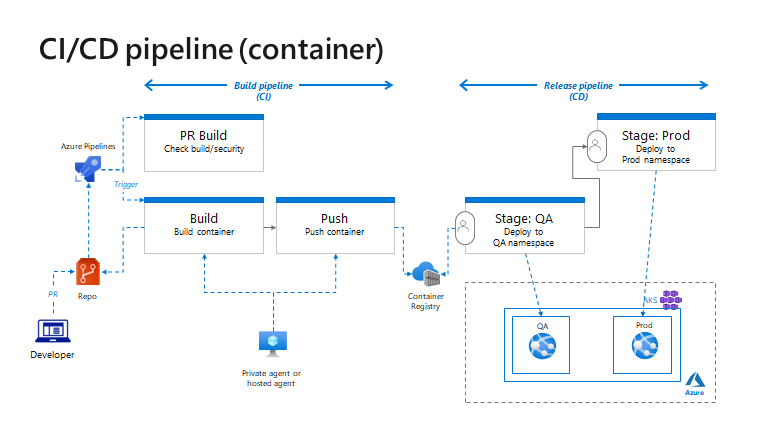 CI/CD pipeline (container)
Build pipeline
(CI)
Release pipeline
(CD)
Azure Pipelines
PR Build
Check build/security
Stage: Prod
Deploy to
Prod namespace
Trigger
Build
Build container
Push
Push container
Stage: QA
Deploy to
QA namespace
PR
Repo
Container
Registry
AKS
QA
Prod
Developer
Private agent or
hosted agent
Azure